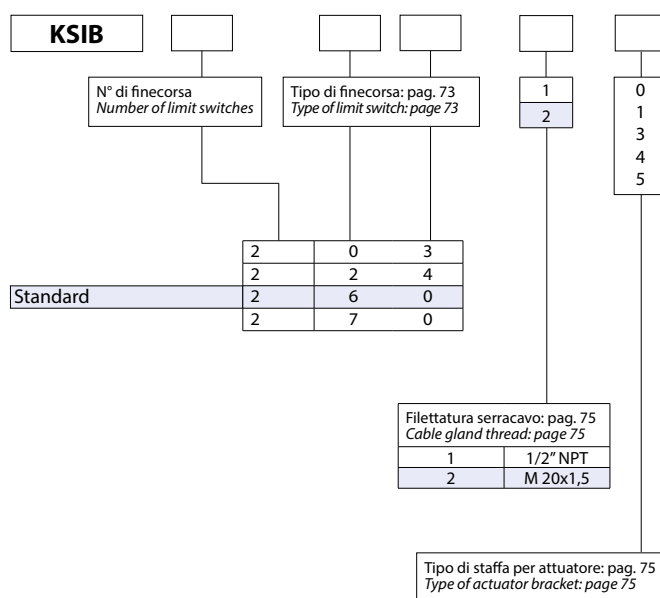 KSIB
N° di finecorsa
Number of limit switches
Tipo di finecorsa: pag. 73
Type of limit switch: page 73
1
2
0
1
3
4
5
2 0 3
2 2 4
Standard 2 6 0
2 7 0
Filettatura serracavo: pag. 75
Cable gland thread: page 75
1 1/2” NPT
2 M 20x1,5
Tipo di staffa per attuatore: pag. 75
Type of actuator bracket: page 75